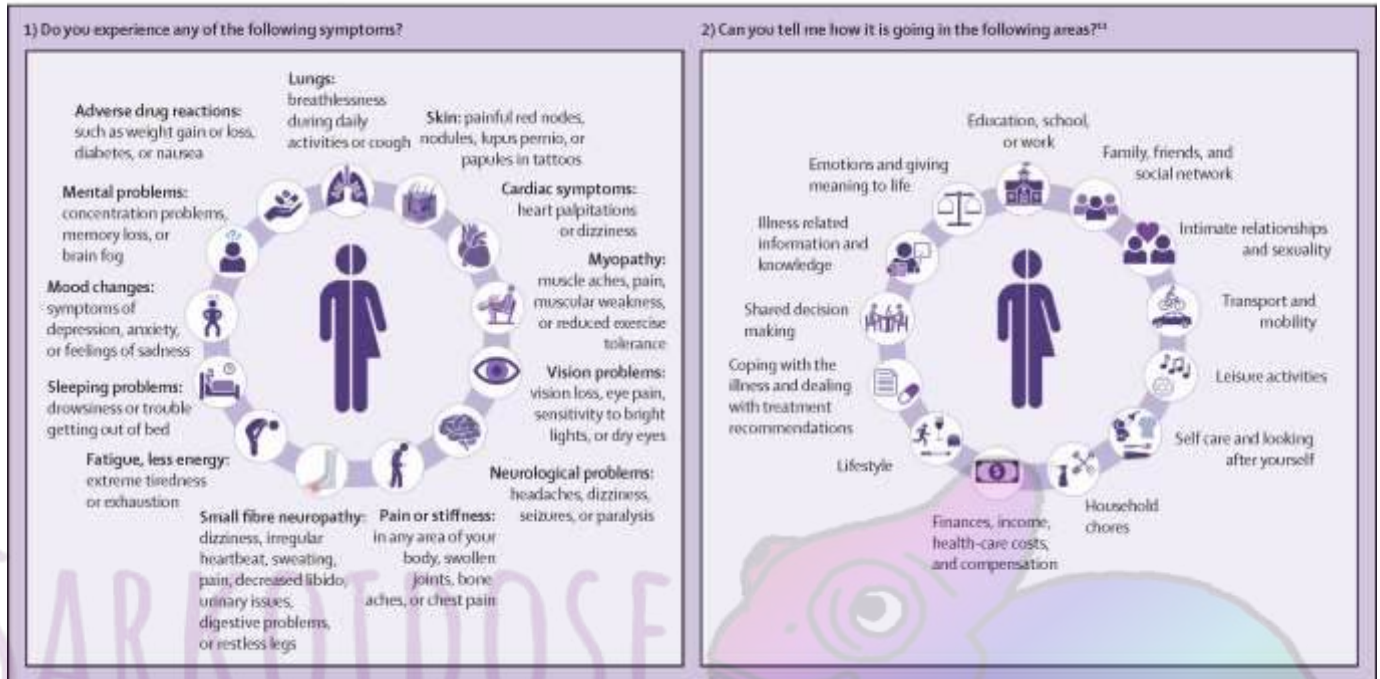 1) Do you experience any of the following symptoms?
Lungs:
breathlessness
during daily
activities or cough
Skin: painful red nodes,
nodules, lupus pernio, or
papules in tattoos
Cardiac symptoms:
heart palpitations
or dizziness
Myopathy:
muscle aches, pain,
muscular weakness,
or reduced exercise
tolerance
Vision problems:
vision loss, eye pain,
sensitivity to bright
lights, or dry eyes
Neurological problems:
headaches, dizziness,
seizures, or paralysis
Pain or stiffness:
in any area of your
body, swollen
joints, bone
aches, or chest pain
Small fibre neuropathy:
dizziness, irregular
heartbeat, sweating,
pain, decreased libido,
urinary issues,
digestive problems,
or restless legs
Fatigue, less energy:
extreme tiredness
or exhaustion
Sleeping problems:
drowsiness or trouble
getting out of bed
Mood changes:
symptoms of
depression, anxiety,
or feelings of sadness
Mental problems:
concentration problems,
memory loss, or
brain fog
Adverse drug reactions:
such as weight gain or loss,
diabetes, or nausea
2) Can you tell me how it is going in the following areas?
Education, school,
or work
Family, friends, and
social network
Intimate relationships
and sexuality
Transport and
mobility
Leisure activities
Self care and looking
after yourself
Household
chores
Finances, income,
health-care costs,
and compensation
Lifestyle
Coping with the
illness and dealing
with treatment
recommendations
Shared decision
making
Illness related
information and
knowledge
Emotions and giving
meaning to life
SARKOIDOSE